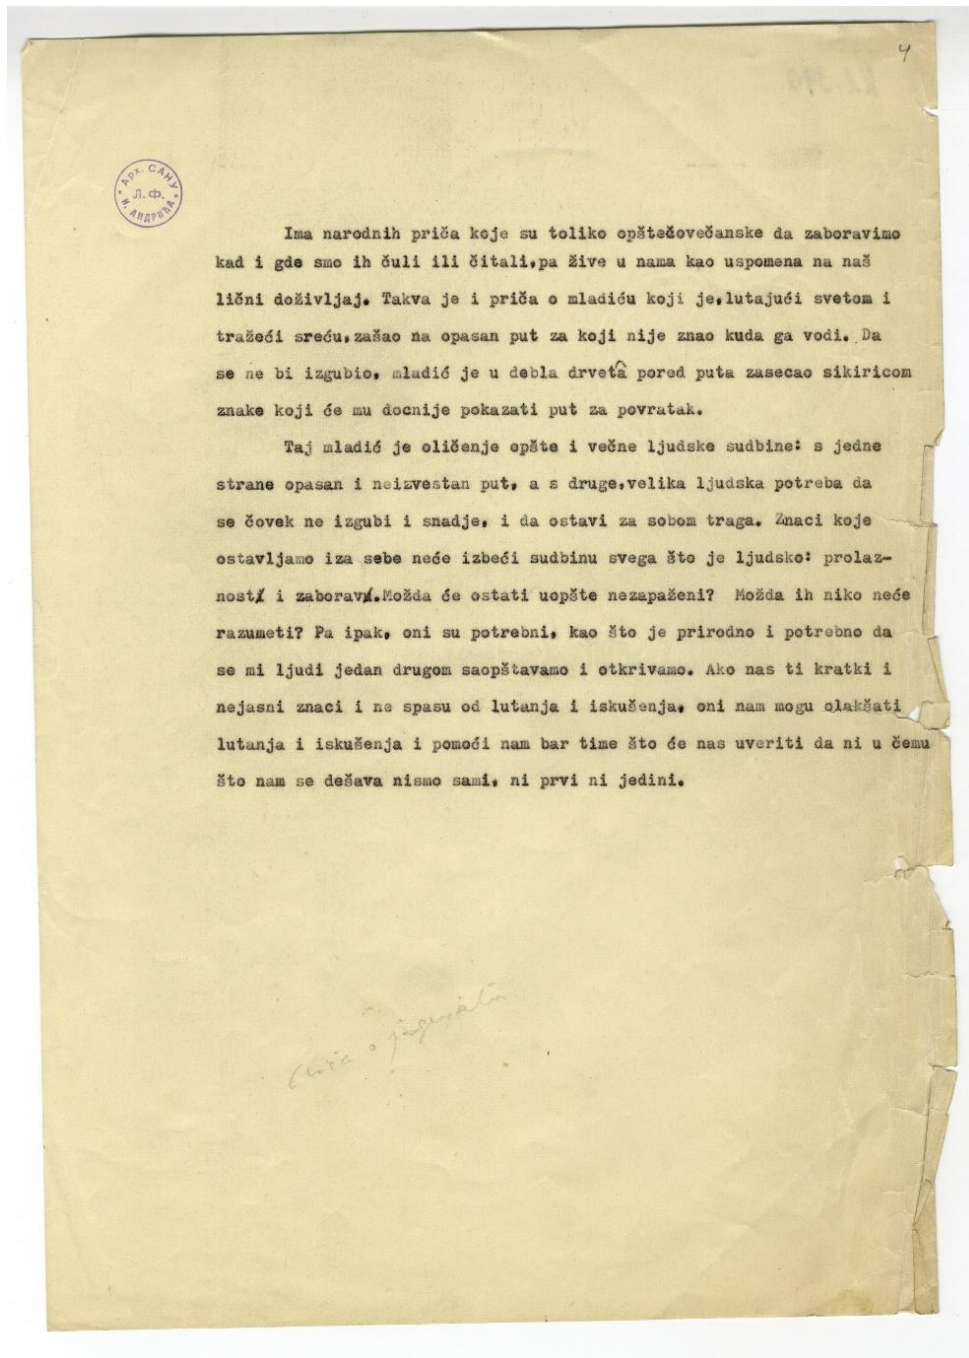 4
Арх. САНУ
Л. Ф.
И. АНДРИЋА
Ima narodnih priča koje su toliko opštečovečanske da zaboravimo
kad i gde smo ih čuli ili čitali,pa žive u nama kao uspomena na naš
lični doživljaj. Takva je i priča o mladiću koji je,lutajući svetom i
tražeći sreću,zašao na opasan put za koji nije znao kuda ga vodi. Da
se ne bi izgubio, mladić je u debla drvetâ pored puta zasecao sikiricom
znake koji će mu docnije pokazati put za povratak.
Taj mladić je oličenje opšte i večne ljudske sudbine: s jedne
strane opasan i neizvestan put, a s druge,velika ljudska potreba da
se čovek ne izgubi i snadje, i da ostavi za sobom traga. Znaci koje
ostavljamo iza sebe neće izbeći sudbinu svega što je ljudsko: prolaz-
nosti i zaboravi.Možda će ostati uopšte nezapaženi? Možda ih niko neće
razumeti? Pa ipak, oni su potrebni, kao što je prirodno i potrebno da
se mi ljudi jedan drugom saopštavamo i otkrivamo. Ako nas ti kratki i
nejasni znaci i ne spasu od lutanja i iskušenja, oni nam mogu olakšati
lutanja i iskušenja i pomoći nam bar time što će nas uveriti da ni u čemu
što nam se dešava nismo sami, ni prvi ni jedini.